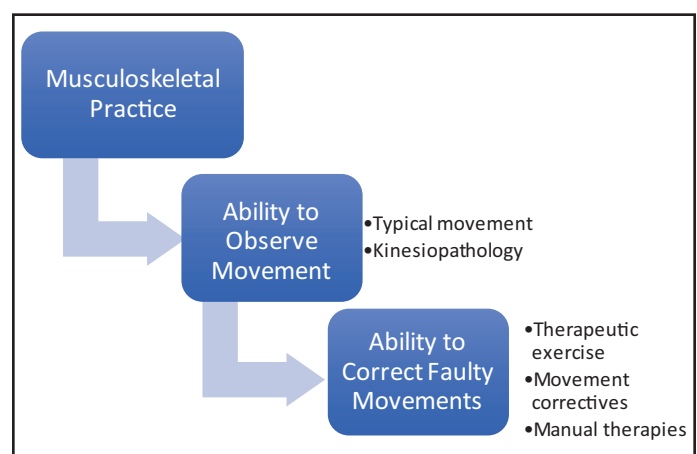 Musculoskeletal
Practice
Ability to
Observe
Movement
•Typical movement
•Kinesiopathology
Ability to
Correct Faulty
Movements
•Therapeutic
exercise
•Movement
correctives
•Manual therapies